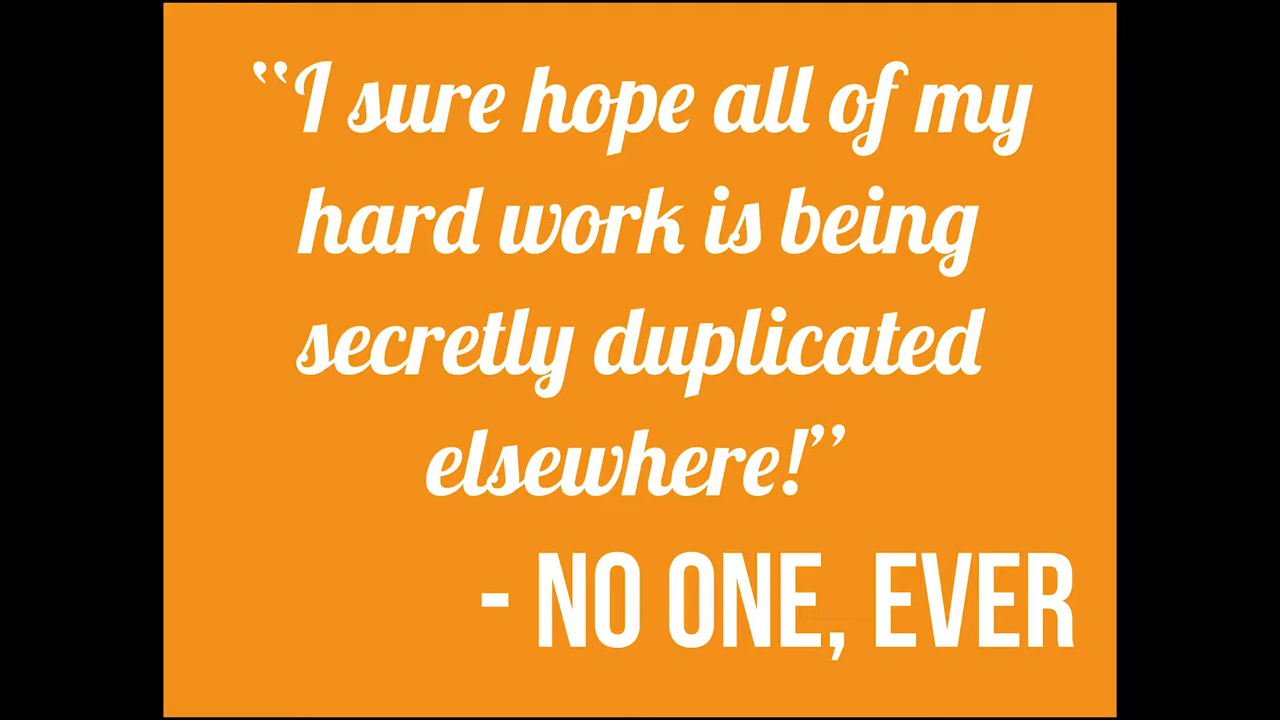 “I sure hope all of my
hard work is being
secretly duplicated
elsewhere!”
- NO ONE, EVER